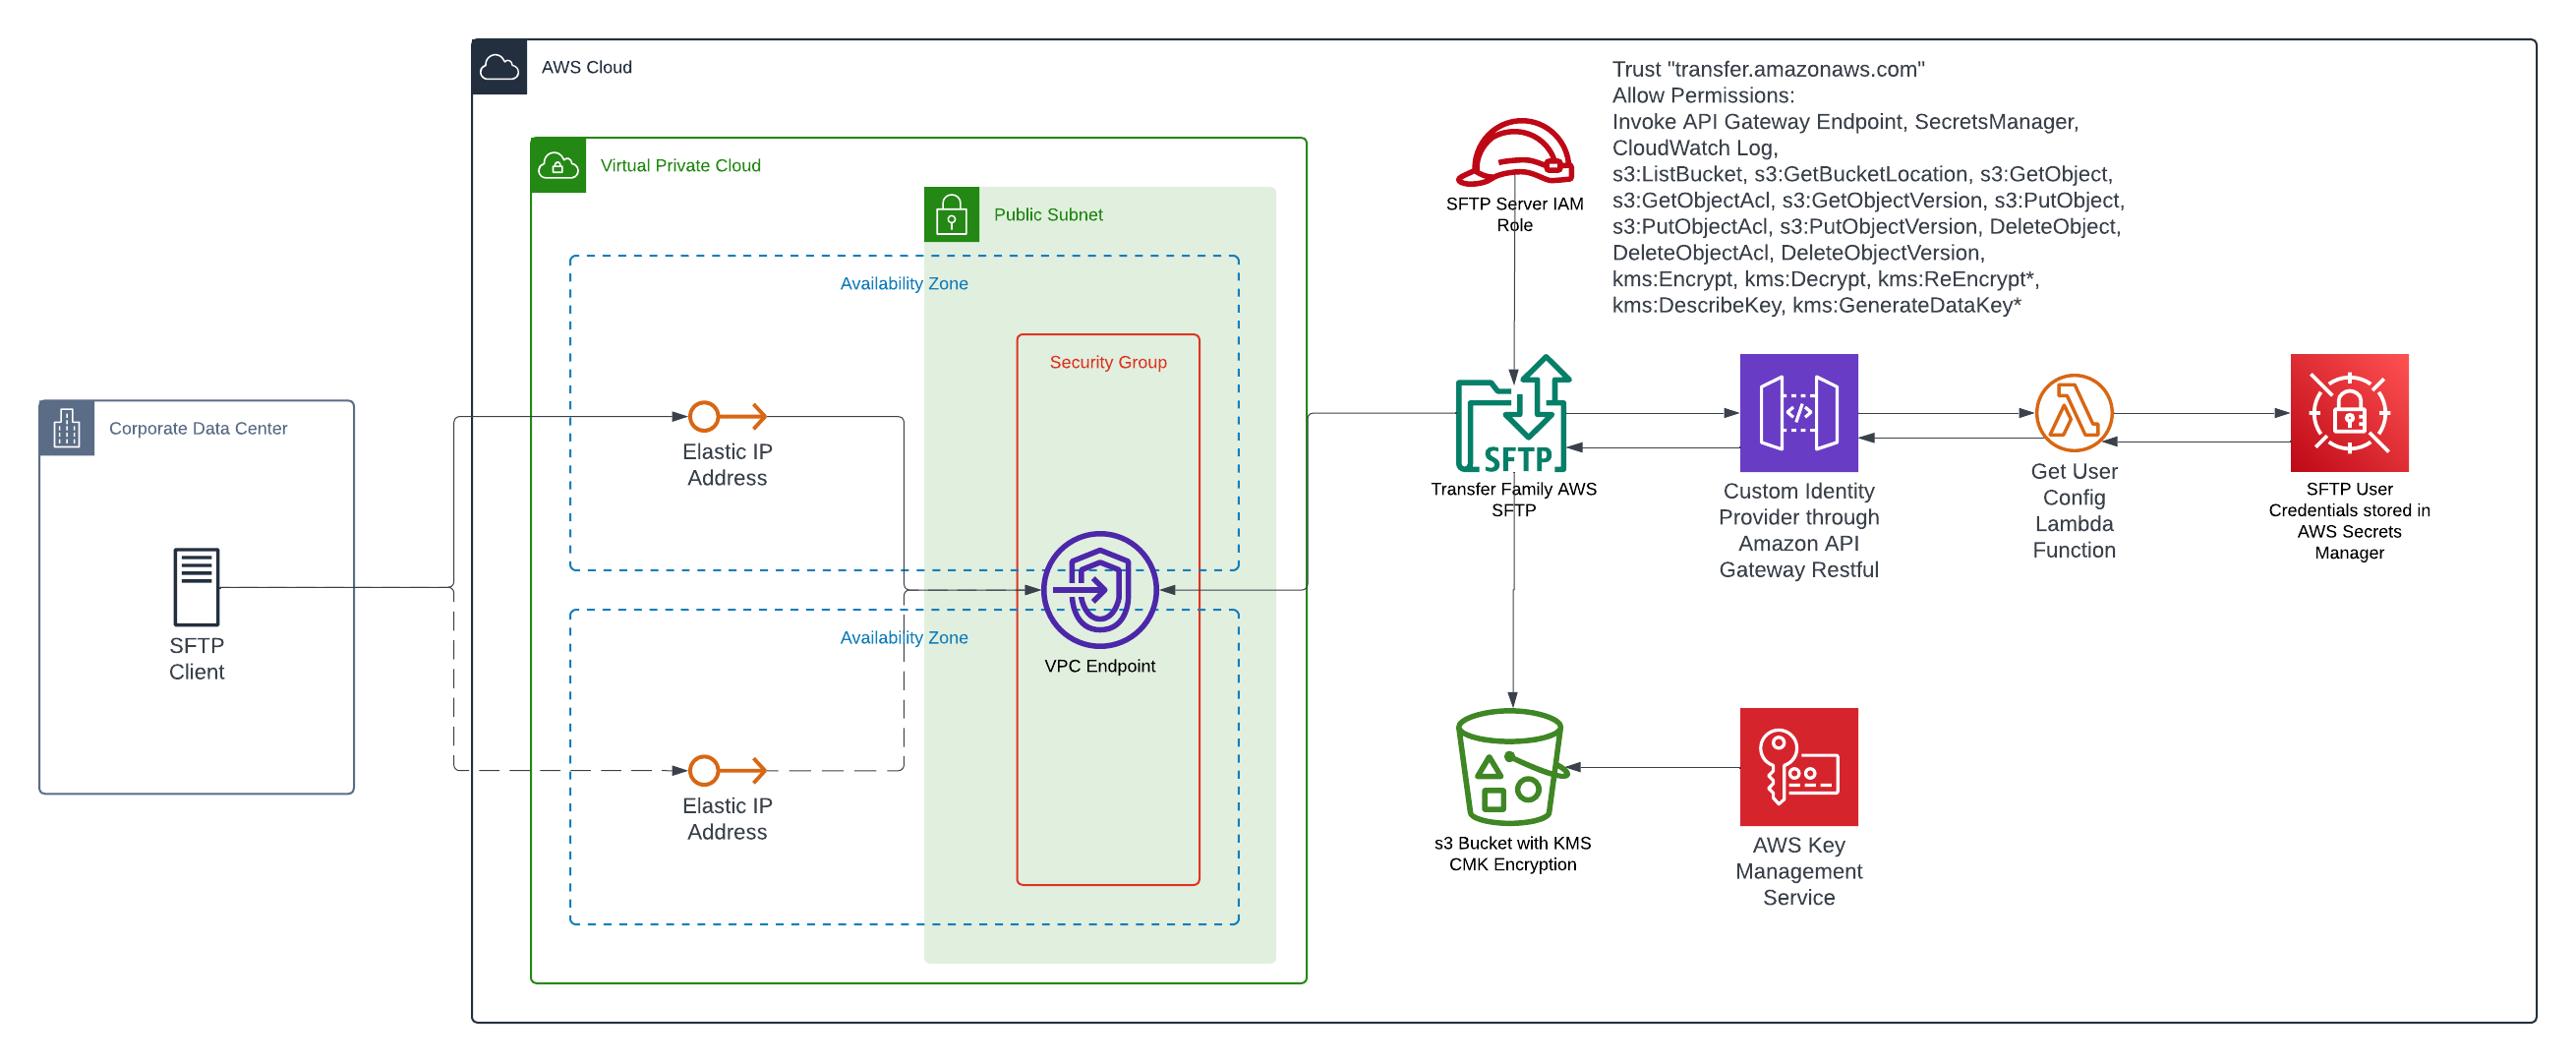 AWS Cloud
Trust "transfer.amazonaws.com"
Allow Permissions:
Invoke API Gateway Endpoint, SecretsManager,
CloudWatch Log,
s3:ListBucket, s3:GetBucketLocation, s3:GetObject,
s3:GetObjectAcl, s3:GetObjectVersion, s3:PutObject,
s3:PutObjectAcl, s3:PutObjectVersion, DeleteObject,
DeleteObjectAcl, DeleteObjectVersion,
kms:Encrypt, kms:Decrypt, kms:ReEncrypt*,
kms:DescribeKey, kms:GenerateDataKey*
Virtual Private Cloud
SFTP Server IAM
Role
Public Subnet
Availability Zone
Security Group
Corporate Data Center
Elastic IP
Address
SFTP
Transfer Family AWS
SFTP
Custom Identity
Provider through
Amazon API
Gateway Restful
Get User
Config
Lambda
Function
SFTP User
Credentials stored in
AWS Secrets
Manager
SFTP
Client
Availability Zone
VPC Endpoint
Elastic IP
Address
s3 Bucket with KMS
CMK Encryption
AWS Key
Management
Service